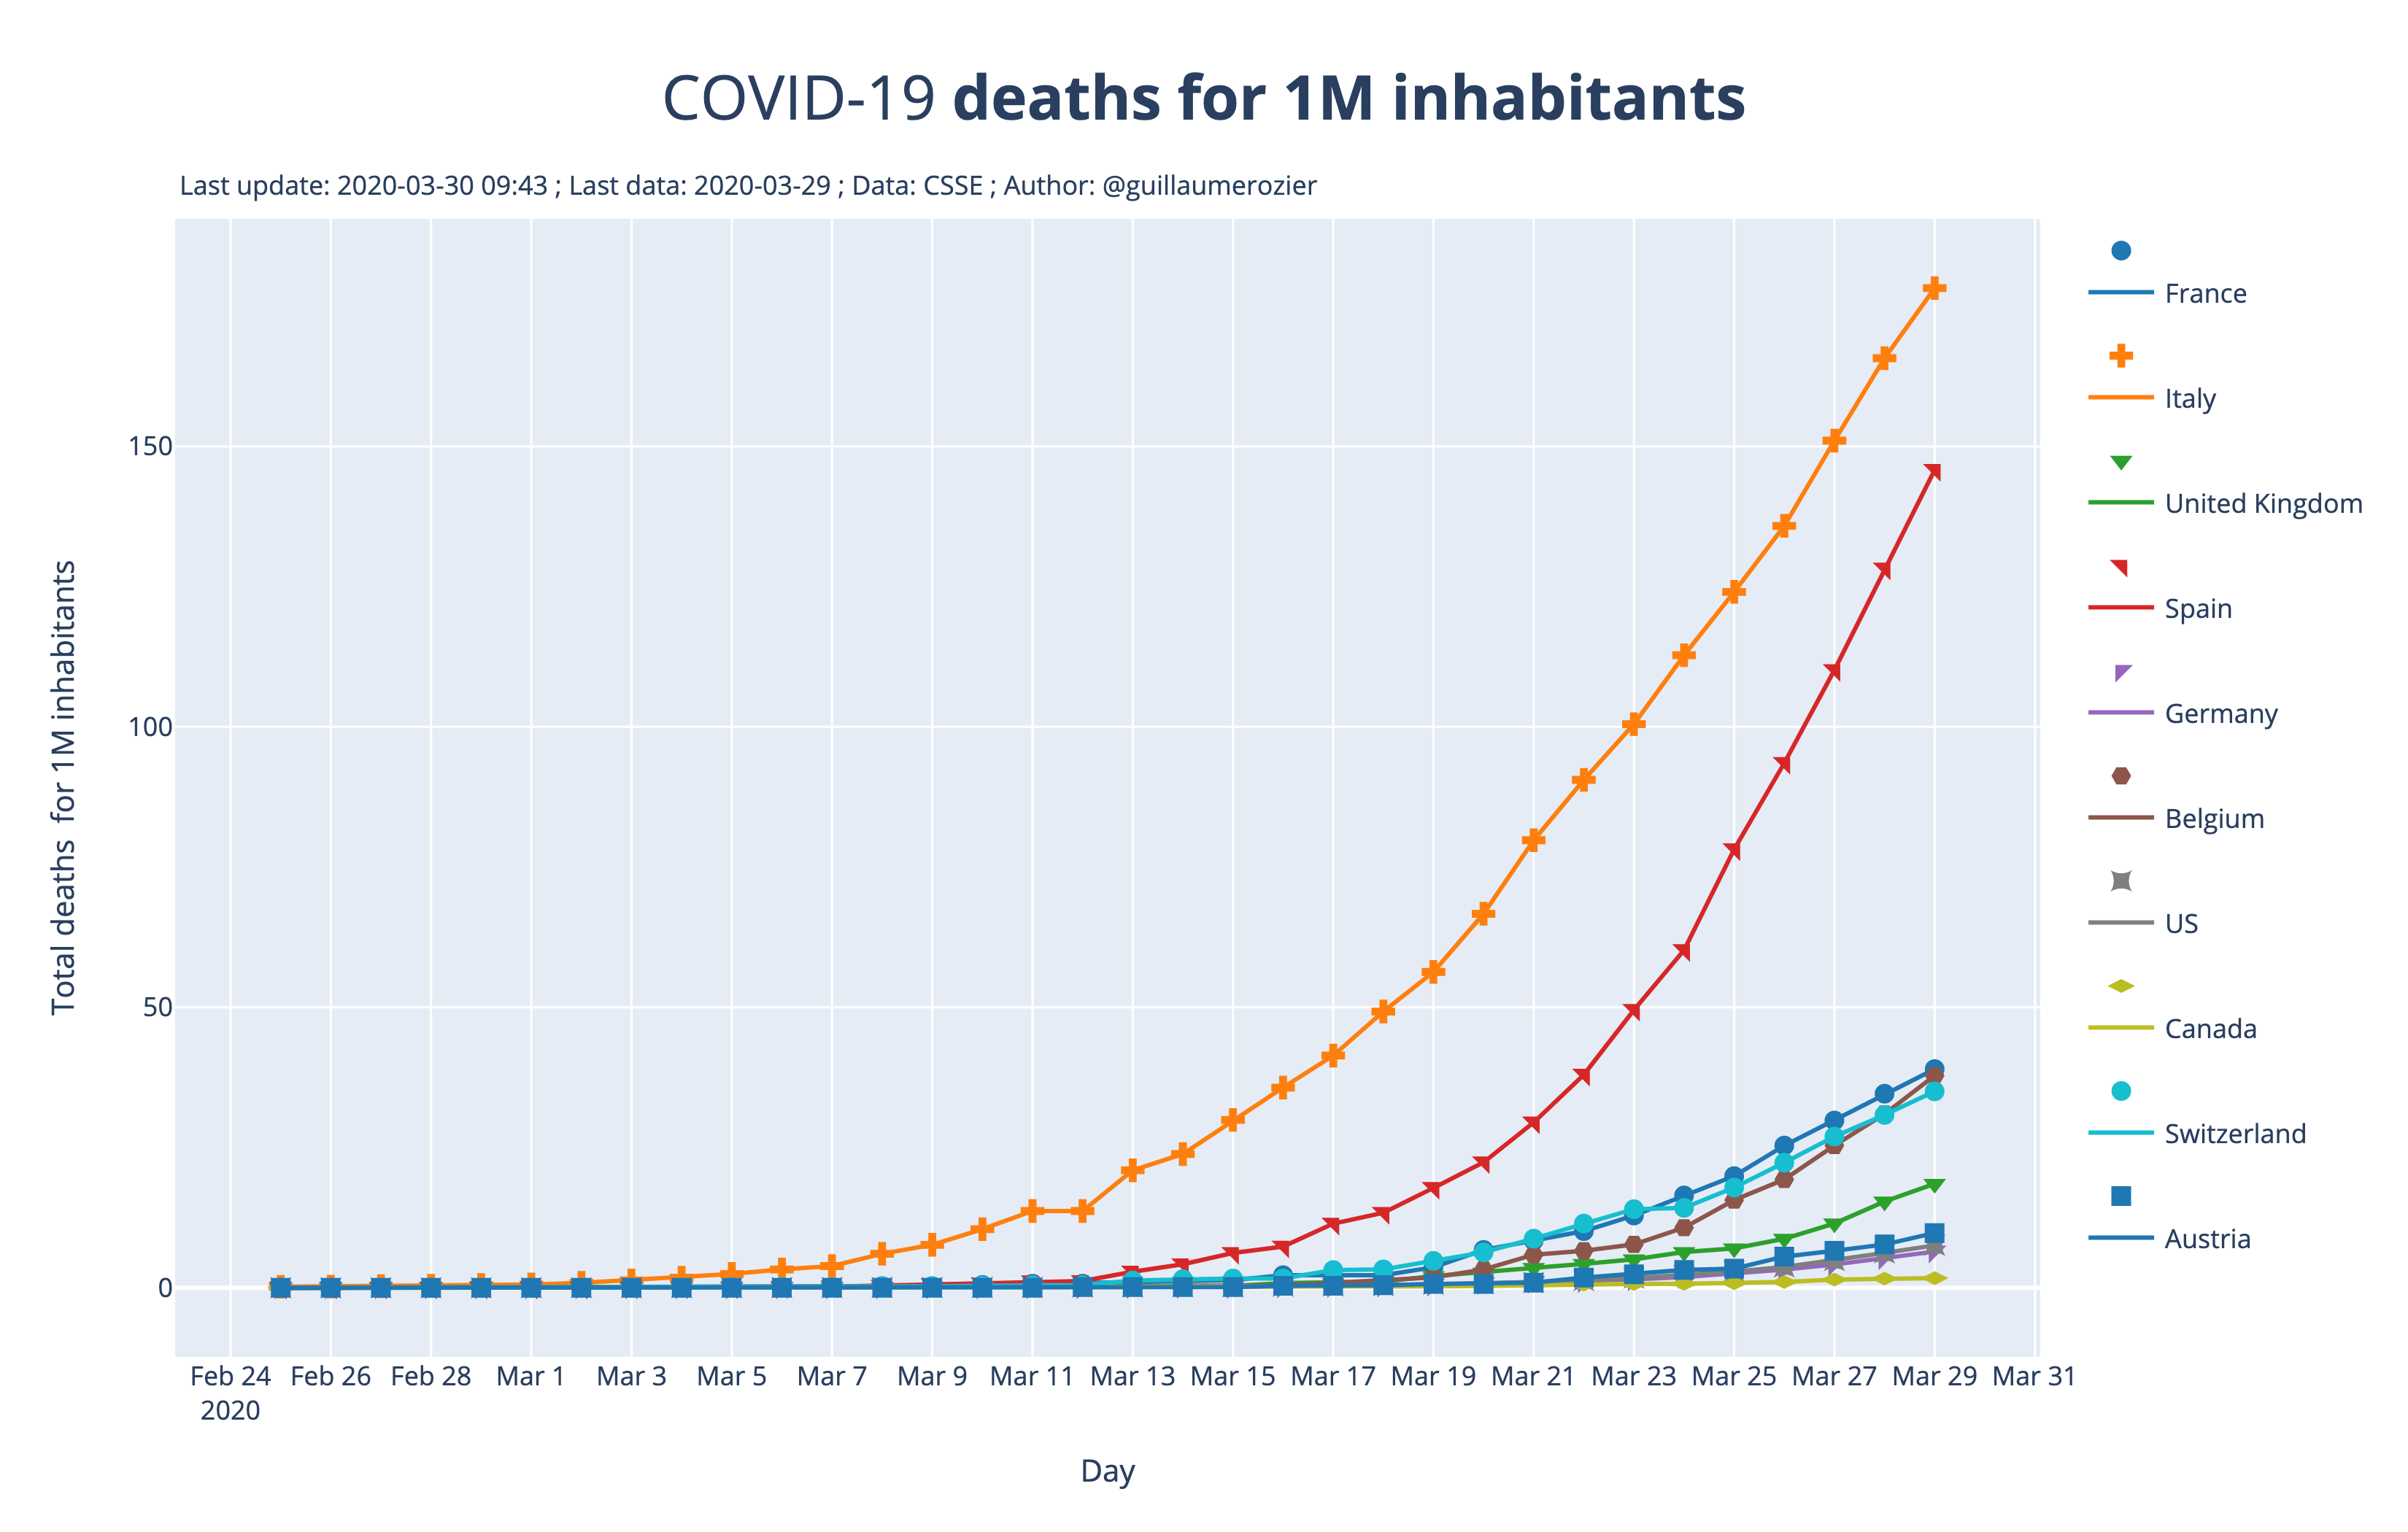 COVID-19 deaths for 1M inhabitants
Last update: 2020-03-30 09:43 ; Last data: 2020-03-29 ; Data: CSSE ; Author: @guillaumerozier
France
Italy
United Kingdom
Spain
Germany
Belgium
US
Canada
Switzerland
Austria
Total deaths for 1M inhabitants
150
100
50
0
Feb 24 Feb 26 Feb 28 Mar 1 Mar 3 Mar 5 Mar 7 Mar 9 Mar 11 Mar 13 Mar 15 Mar 17 Mar 19 Mar 21 Mar 23 Mar 25 Mar 27 Mar 29 Mar 31
2020
Day